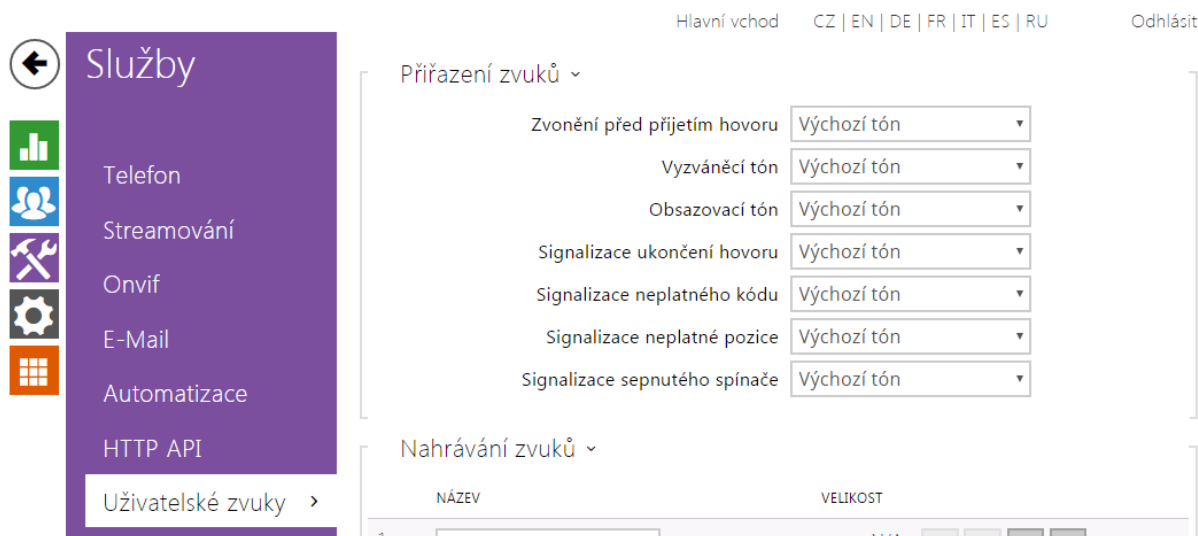 Hlavní vchod CZ | EN | DE | FR | IT | ES | RU Odhlásit
Služby
Telefon
Streamování
Onvif
E-Mail
Automatizace
HTTP API
Uživatelské zvuky
Přiřazení zvuků
Zvonění před přijetím hovoru Výchozí tón
Vyzváněcí tón Výchozí tón
Obsazovací tón Výchozí tón
Signalizace ukončení hovoru Výchozí tón
Signalizace neplatného kódu Výchozí tón
Signalizace neplatné pozice Výchozí tón
Signalizace sepnutého spínače Výchozí tón
Nahrávání zvuků
NÁZEV VELIKOST